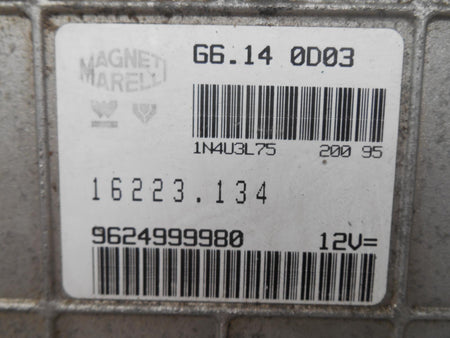 MAGNETI
MARELLI
G6.14 0D03
1N4U3L75 200 95
16223.134
9624999980 12V=